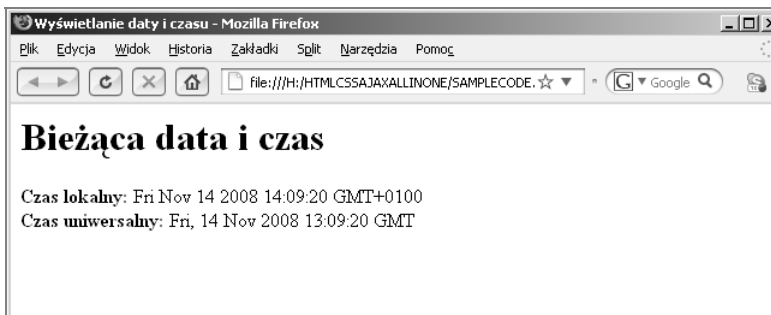 Wyświetlanie daty i czasu - Mozilla Firefox
Plik Edycja Widok Historia Zakładki Split Narzędzia Pomoc
file:///H:/HTMLCSSAJAXALLINONE/SAMPLECODE. G Google
Bieżąca data i czas
Czas lokalny: Fri Nov 14 2008 14:09:20 GMT+0100
Czas uniwersalny: Fri, 14 Nov 2008 13:09:20 GMT